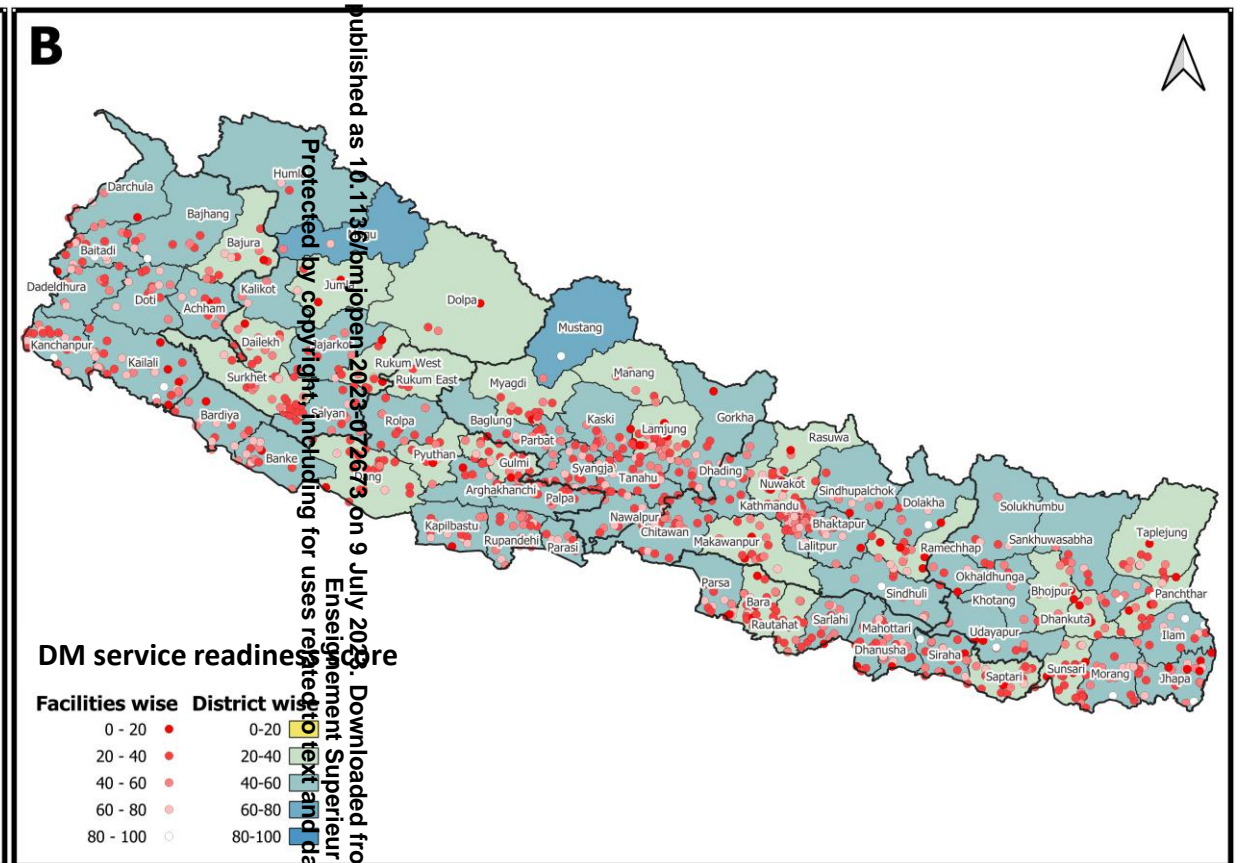 B
published as 10.1136/bmjopen-2023-072673 on 9 July 2023. Downloaded fro
Protected by copyright, including for uses related to text and da
Enseignement Superieur
Darchula
Humla
Bajhang
Bajura
Baitadi
Dadeldhura
Doti
Achham
Kalikot
Jumla
Dolpa
Mustang
Kanchanpur
Kailali
Dailekh
Jajarkot
Surkhet
Rukum West
Rukum East
Myagdi
Manang
Bardiya
Salyan
Rolpa
Baglung
Kaski
Lamjung
Gorkha
Banke
Pyuthan
Parbat
Gulmi
Syangja
Tanahu
Dhading
Rasuwa
Nuwakot
Sindhupalchok
Arghakhanchi
Palpa
Kathmandu
Dolakha
Solukhumbu
Kapilbastu
Rupandehi
Parasi
Nawalpur
Chitawan
Makawanpur
Bhaktapur
Lalitpur
Ramechhap
Sankhuwasabha
Taplejung
Parsa
Bara
Rautahat
Sarlahi
Sindhuli
Okhaldhunga
Khotang
Bhojpur
Panchthar
Mahottari
Dhanusha
Siraha
Udayapur
Dhankuta
Ilam
Saptari
Sunsari
Morang
Jhapa
DM service readiness score
Facilities wise District wise
0 - 20 0-20
20 - 40 20-40
40 - 60 40-60
60 - 80 60-80
80 - 100 80-100